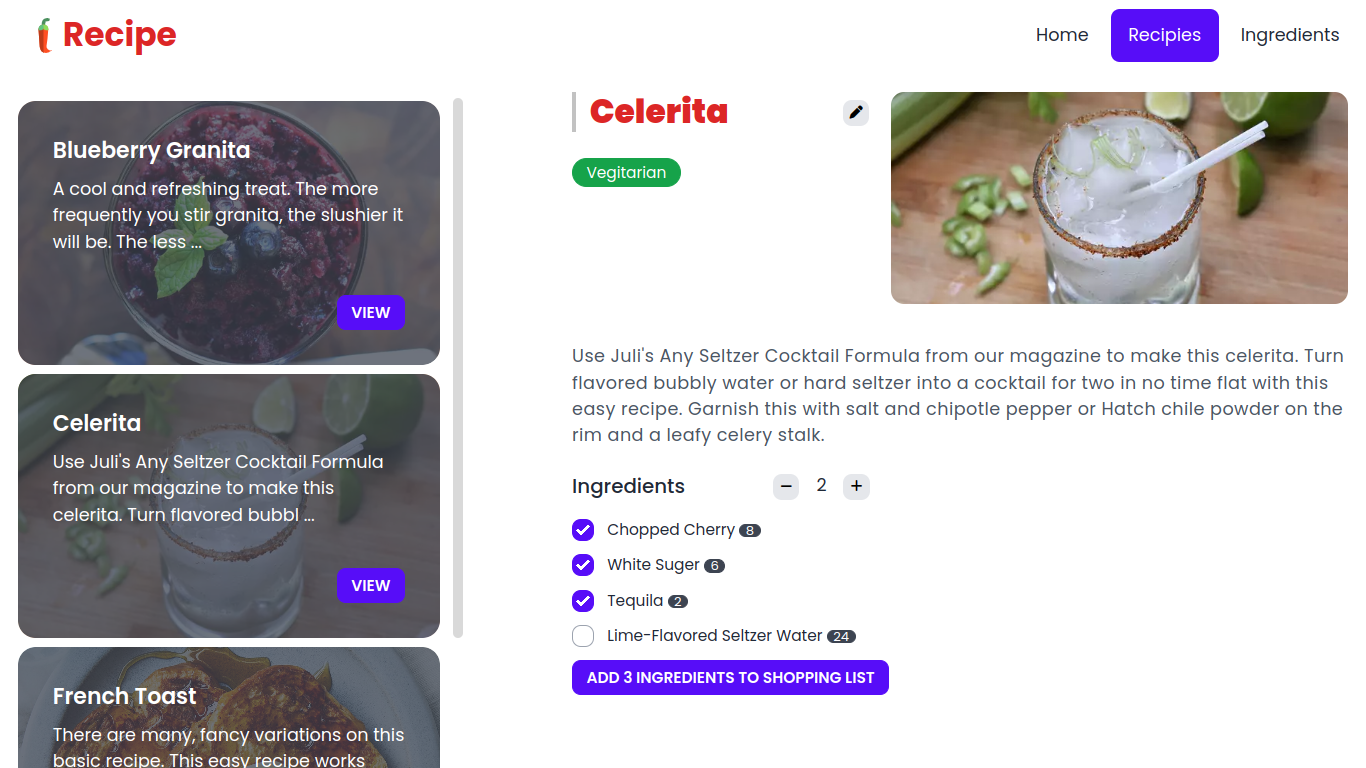 Recipe
Home
Recipies
Ingredients
Blueberry Granita
A cool and refreshing treat. The more
frequently you stir granita, the slushier it
will be. The less ...
VIEW
Celerita
Use Juli's Any Seltzer Cocktail Formula
from our magazine to make this
celerita. Turn flavored bubbl ...
VIEW
French Toast
There are many, fancy variations on this
basic recipe. This easy recipe works
Celerita
Vegitarian
Use Juli's Any Seltzer Cocktail Formula from our magazine to make this celerita. Turn
flavored bubbly water or hard seltzer into a cocktail for two in no time flat with this
easy recipe. Garnish this with salt and chipotle pepper or Hatch chile powder on the
rim and a leafy celery stalk.
Ingredients
− 2 +
Chopped Cherry 8
White Suger 6
Tequila 2
Lime-Flavored Seltzer Water 24
ADD 3 INGREDIENTS TO SHOPPING LIST